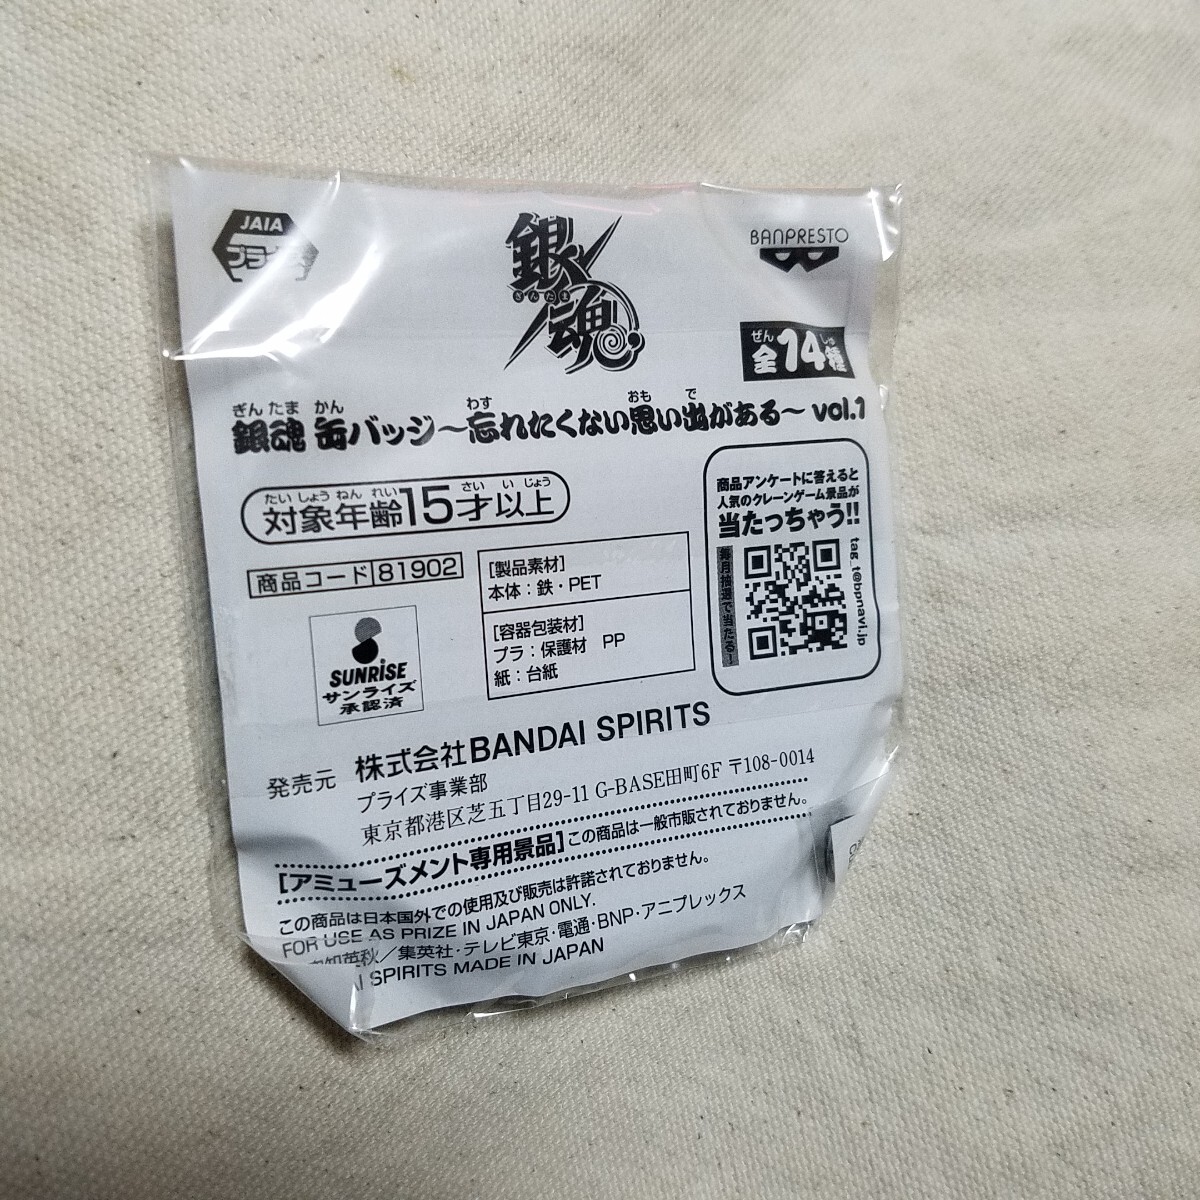 JAIA
銀魂
ぎんたま
BANPRESTO
ぜん しゅ
全14種
ぎん たま かん わす おも で
銀魂 缶バッジ～忘れたくない思い出がある～ vol.1
たい しょう ねん れい さい い じょう
対象年齢15才以上
商品コード 81902
[製品素材]
本体：鉄・PET
[容器包装材]
プラ：保護材 PP
紙：台紙
商品アンケートに答えると
人気のクレーンゲーム景品が
当たっちゃう!!
毎月抽選で当たる!
tag_t@bpnavi.jp
SUNRISE
サンライズ
承認済
発売元 株式会社BANDAI SPIRITS
プライズ事業部
東京都港区芝五丁目29-11 G-BASE田町6F 〒108-0014
[アミューズメント専用景品]この商品は一般市販されておりません。
この商品は日本国外での使用及び販売は許諾されておりません。
FOR USE AS PRIZE IN JAPAN ONLY.
知英秋／集英社・テレビ東京・電通・BNP・アニプレックス
I SPIRITS MADE IN JAPAN